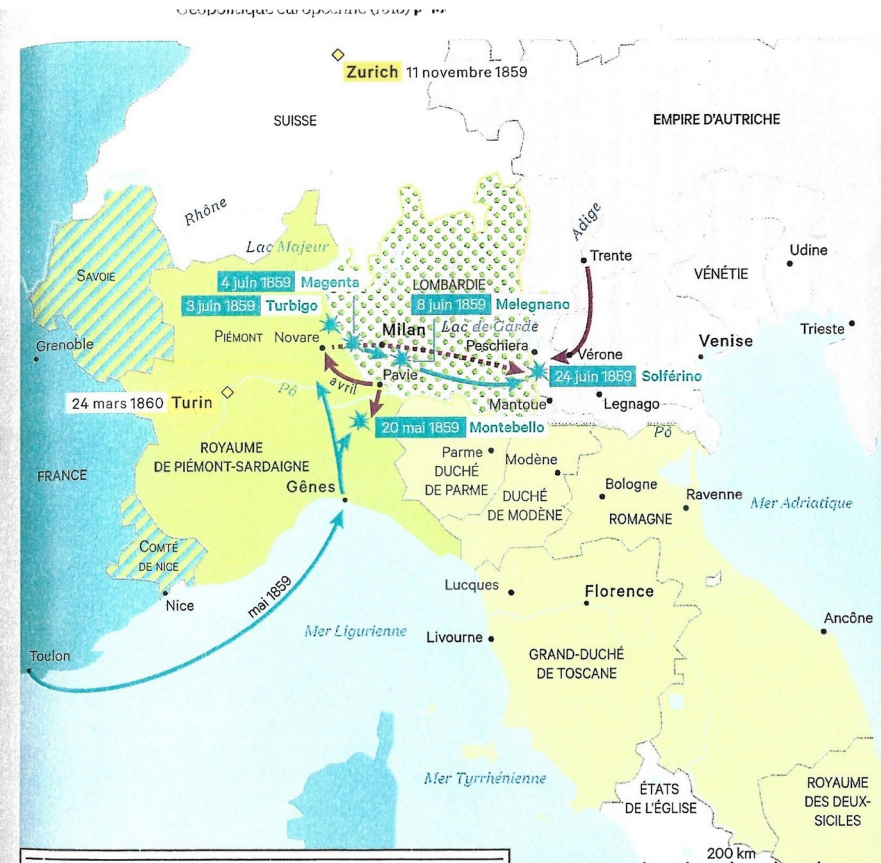 Zurich 11 novembre 1859
SUISSE
EMPIRE D'AUTRICHE
Rhône
Adige
Lac Majeur
Trente
Udine
SAVOIE
VÉNÉTIE
4 juin 1859 Magenta
LOMBARDIE
3 juin 1859 Turbigo
8 juin 1859 Melegnano
Grenoble
PIÉMONT
Novare
Milan
Lac de Garde
Peschiera
Vérone
Venise
Trieste
Pavie
avril
24 juin 1859 Solférino
24 mars 1860 Turin
Pô
Mantoue
Legnago
20 mai 1859 Montebello
Pô
FRANCE
ROYAUME
DE PIÉMONT-SARDAIGNE
Parme
DUCHÉ
DE PARME
Modène
DUCHÉ
DE MODÈNE
Bologne
Ravenne
ROMAGNE
Mer Adriatique
Gênes
COMTÉ
DE NICE
Nice
mai 1859
Lucques
Florence
Mer Ligurienne
Livourne
Ancône
Toulon
GRAND-DUCHÉ
DE TOSCANE
Mer Tyrrhénienne
ÉTATS
DE L'ÉGLISE
ROYAUME
DES DEUX-
SICILES
200 km